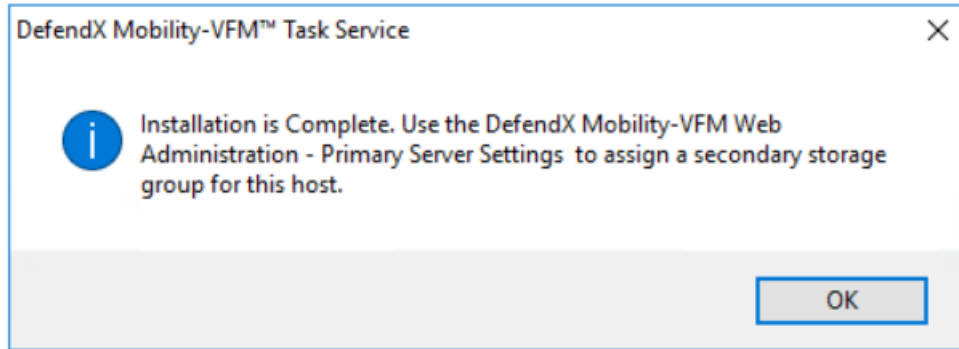 DefendX Mobility-VFM™ Task Service
Installation is Complete. Use the DefendX Mobility-VFM Web
Administration - Primary Server Settings  to assign a secondary storage
group for this host.
OK